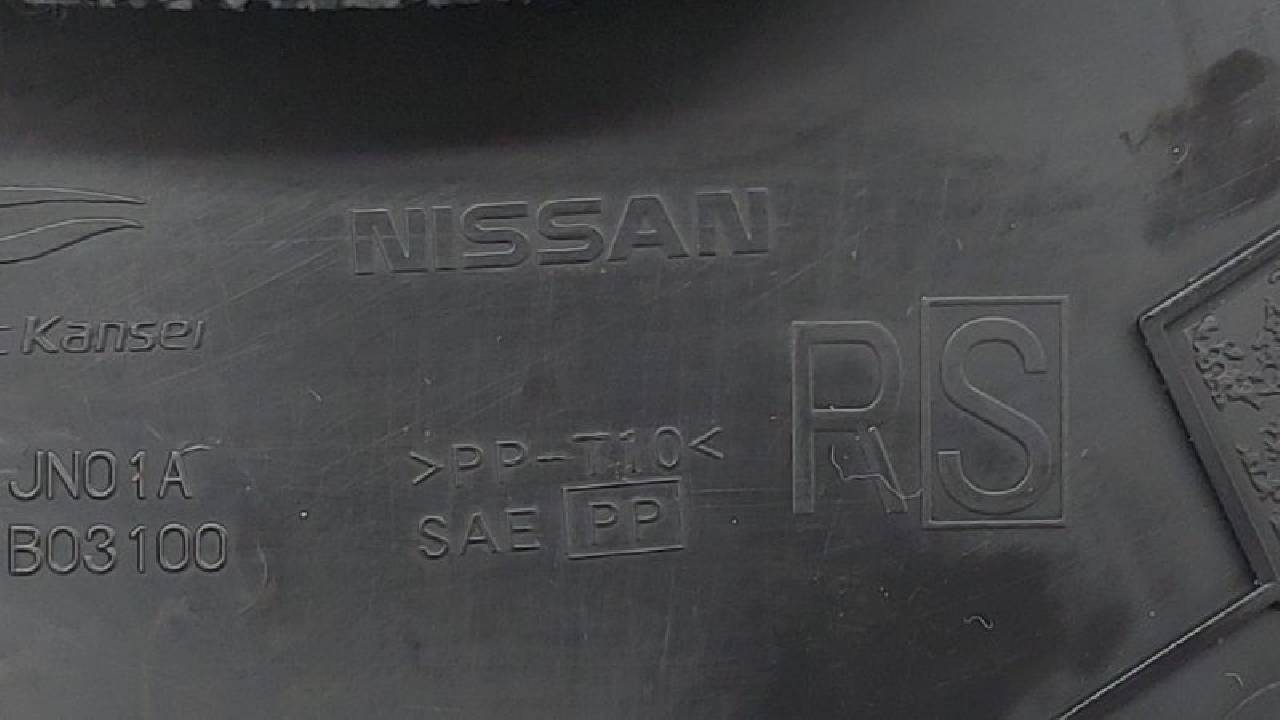 NISSAN
Kansei
RS
JN01A
B03100
>PP-T10<
SAE PP